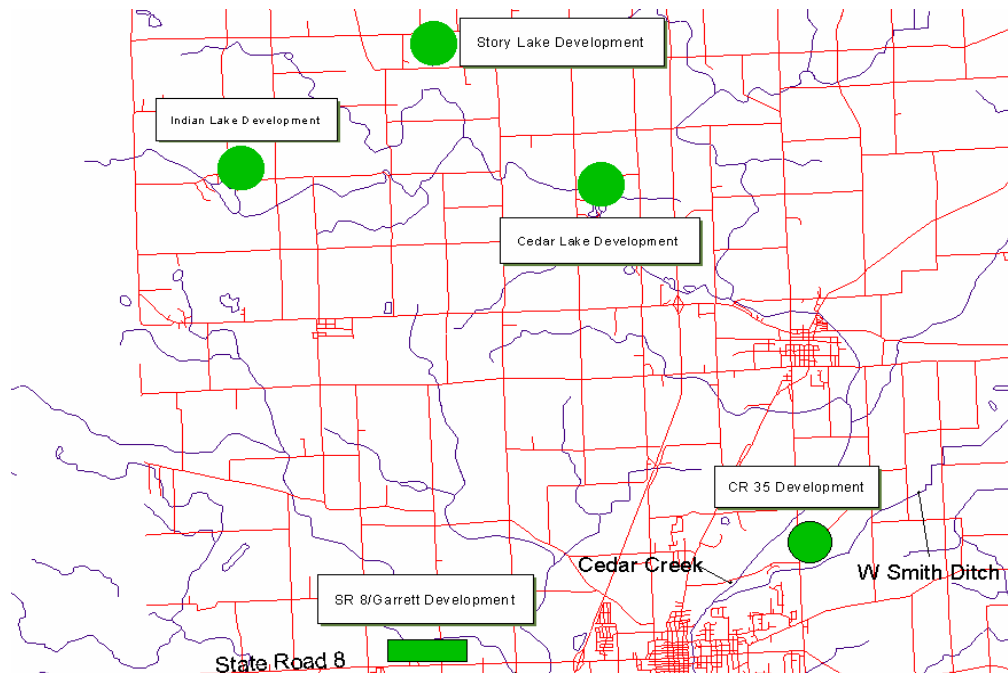 Story Lake Development
Indian Lake Development
Cedar Lake Development
CR 35 Development
Cedar Creek
W Smith Ditch
SR 8/Garrett Development
State Road 8